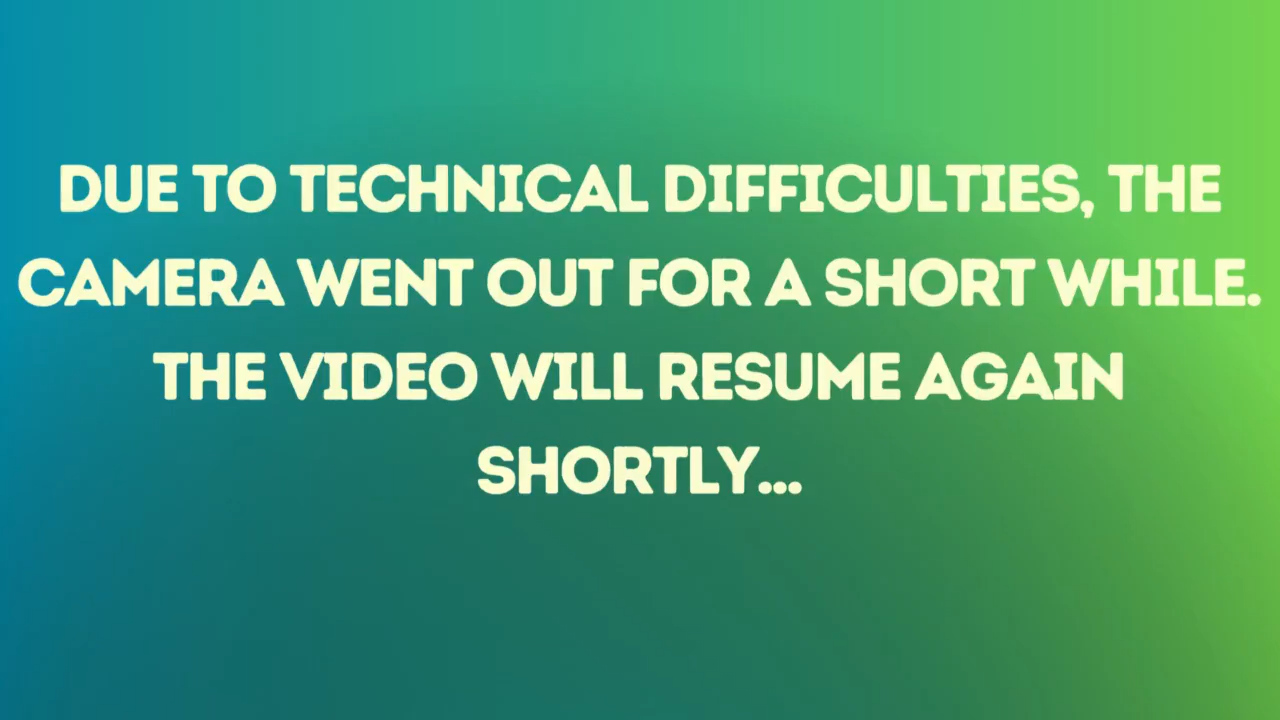 DUE TO TECHNICAL DIFFICULTIES, THE
CAMERA WENT OUT FOR A SHORT WHILE.
THE VIDEO WILL RESUME AGAIN
SHORTLY...